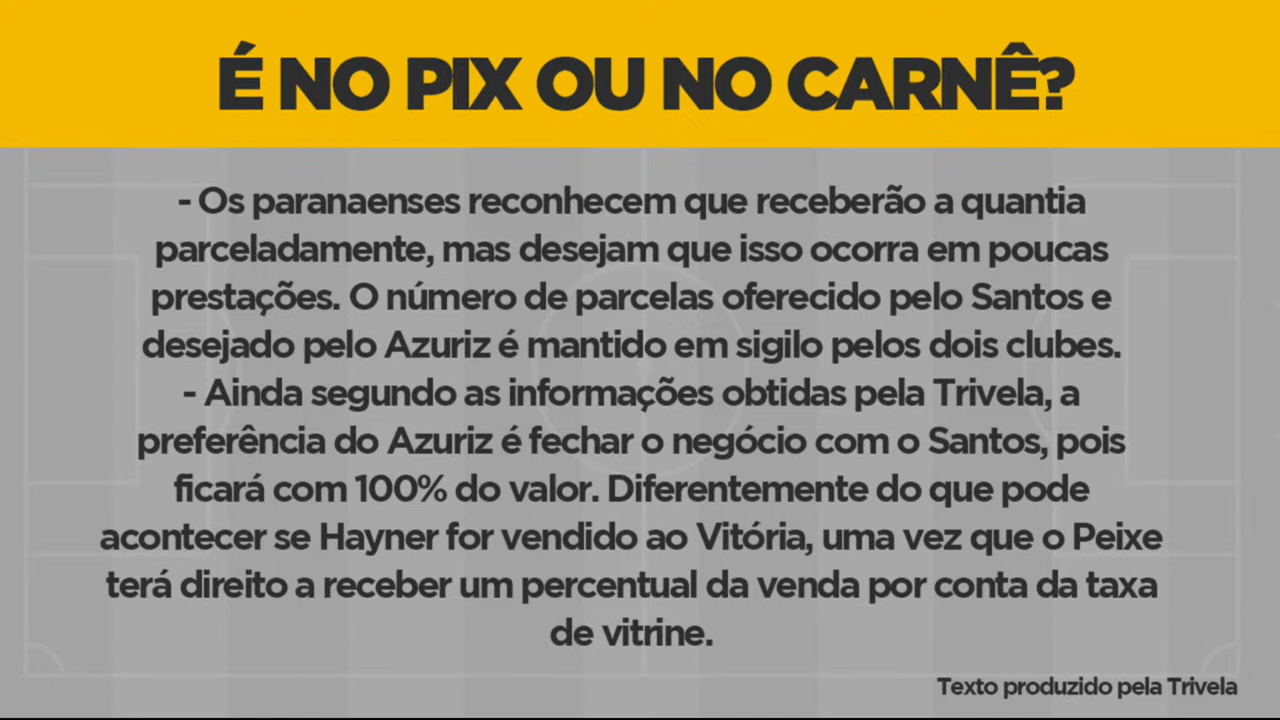 É NO PIX OU NO CARNÊ?
- Os paranaenses reconhecem que receberão a quantia
parceladamente, mas desejam que isso ocorra em poucas
prestações. O número de parcelas oferecido pelo Santos e
desejado pelo Azuriz é mantido em sigilo pelos dois clubes.
- Ainda segundo as informações obtidas pela Trivela, a
preferência do Azuriz é fechar o negócio com o Santos, pois
ficará com 100% do valor. Diferentemente do que pode
acontecer se Hayner for vendido ao Vitória, uma vez que o Peixe
terá direito a receber um percentual da venda por conta da taxa
de vitrine.
Texto produzido pela Trivela